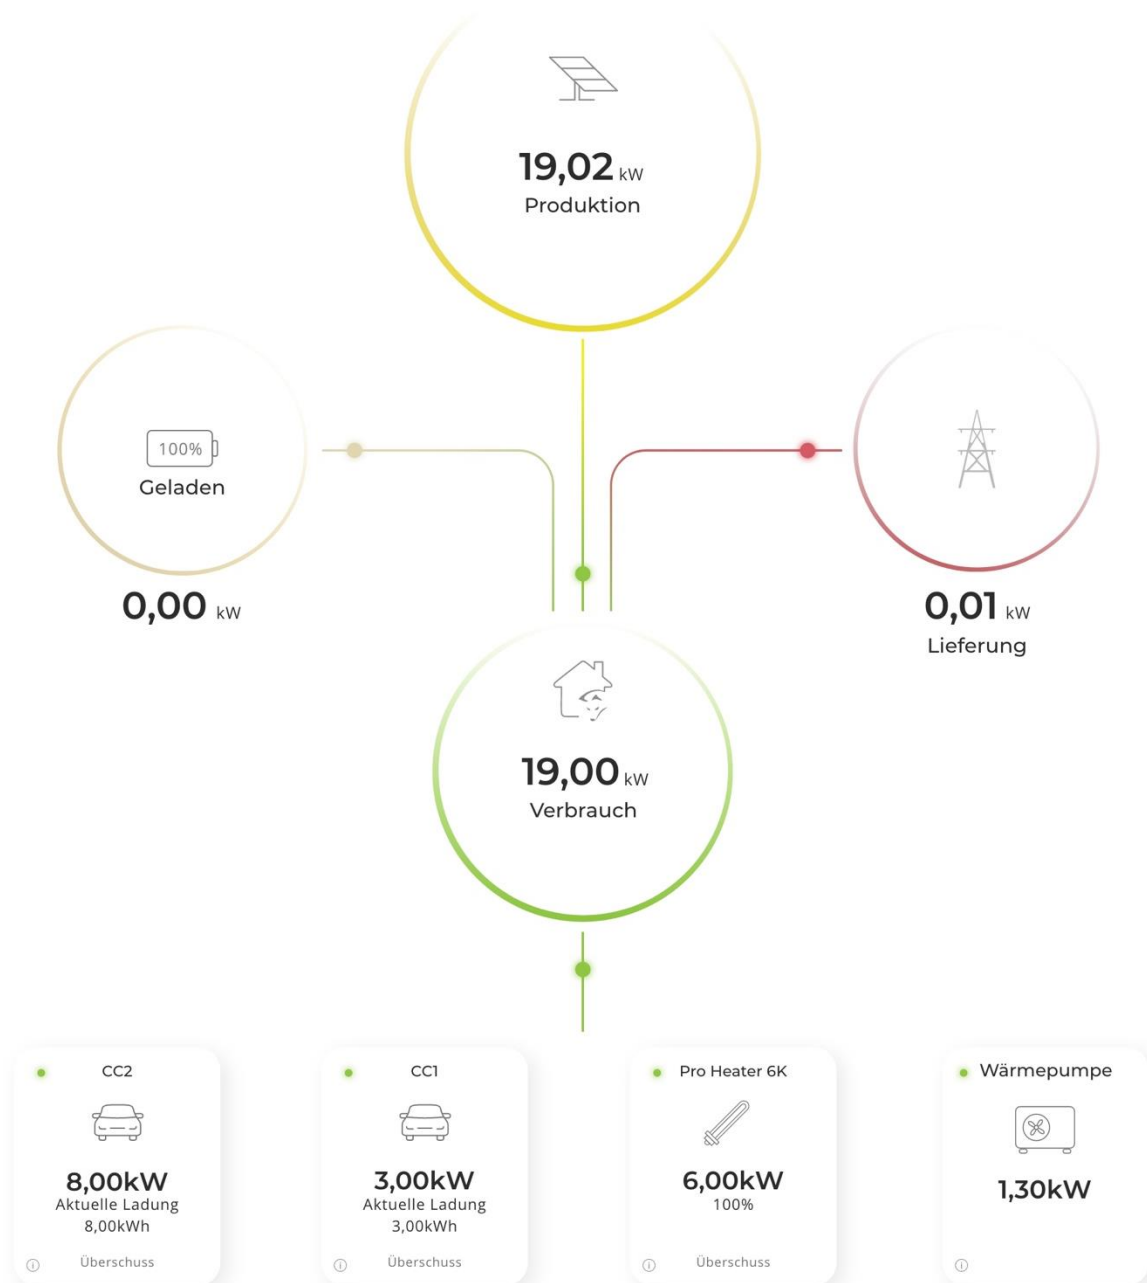 19,02 kW
Produktion
100%
Geladen
0,00 kW
0,01 kW
Lieferung
19,00 kW
Verbrauch
CC2
8,00kW
Aktuelle Ladung
8,00kWh
Überschuss
CC1
3,00kW
Aktuelle Ladung
3,00kWh
Überschuss
Pro Heater 6K
6,00kW
100%
Überschuss
Wärmepumpe
1,30kW